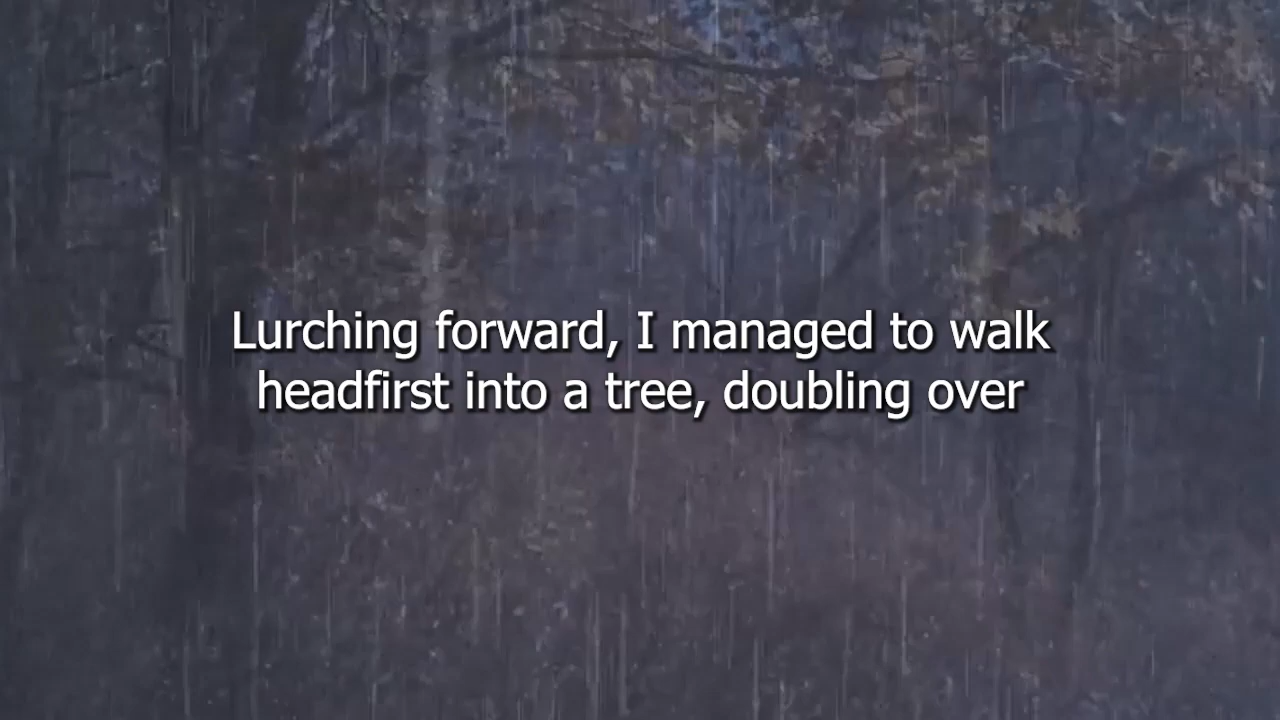 Lurching forward, I managed to walk
headfirst into a tree, doubling over